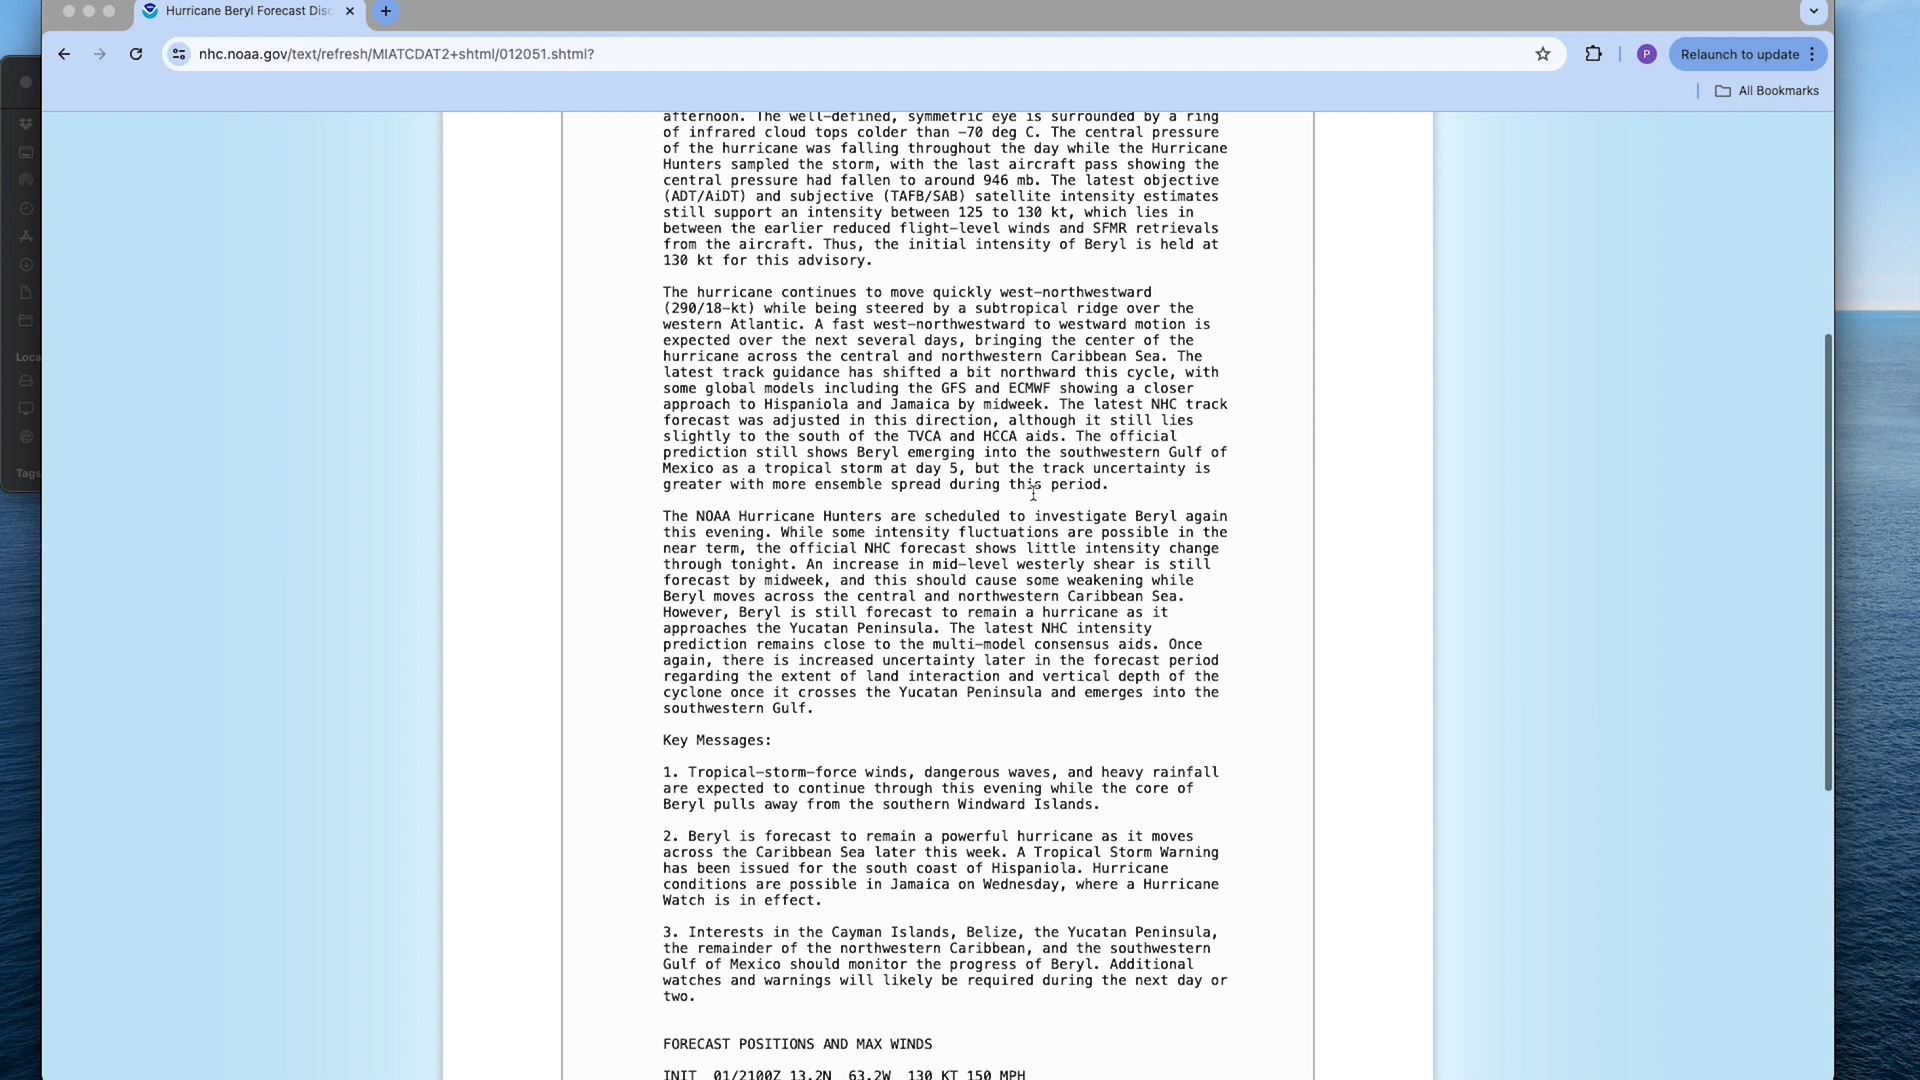 Hurricane Beryl Forecast Disc
nhc.noaa.gov/text/refresh/MIATCDAT2+shtml/012051.shtml?
P
Relaunch to update
All Bookmarks
Loca
Tags
afternoon. The well-defined, symmetric eye is surrounded by a ring
of infrared cloud tops colder than -70 deg C. The central pressure
of the hurricane was falling throughout the day while the Hurricane
Hunters sampled the storm, with the last aircraft pass showing the
central pressure had fallen to around 946 mb. The latest objective
(ADT/AiDT) and subjective (TAFB/SAB) satellite intensity estimates
still support an intensity between 125 to 130 kt, which lies in
between the earlier reduced flight-level winds and SFMR retrievals
from the aircraft. Thus, the initial intensity of Beryl is held at
130 kt for this advisory.
The hurricane continues to move quickly west-northwestward
(290/18-kt) while being steered by a subtropical ridge over the
western Atlantic. A fast west-northwestward to westward motion is
expected over the next several days, bringing the center of the
hurricane across the central and northwestern Caribbean Sea. The
latest track guidance has shifted a bit northward this cycle, with
some global models including the GFS and ECMWF showing a closer
approach to Hispaniola and Jamaica by midweek. The latest NHC track
forecast was adjusted in this direction, although it still lies
slightly to the south of the TVCA and HCCA aids. The official
prediction still shows Beryl emerging into the southwestern Gulf of
Mexico as a tropical storm at day 5, but the track uncertainty is
greater with more ensemble spread during this period.
The NOAA Hurricane Hunters are scheduled to investigate Beryl again
this evening. While some intensity fluctuations are possible in the
near term, the official NHC forecast shows little intensity change
through tonight. An increase in mid-level westerly shear is still
forecast by midweek, and this should cause some weakening while
Beryl moves across the central and northwestern Caribbean Sea.
However, Beryl is still forecast to remain a hurricane as it
approaches the Yucatan Peninsula. The latest NHC intensity
prediction remains close to the multi-model consensus aids. Once
again, there is increased uncertainty later in the forecast period
regarding the extent of land interaction and vertical depth of the
cyclone once it crosses the Yucatan Peninsula and emerges into the
southwestern Gulf.
Key Messages:
1. Tropical-storm-force winds, dangerous waves, and heavy rainfall
are expected to continue through this evening while the core of
Beryl pulls away from the southern Windward Islands.
2. Beryl is forecast to remain a powerful hurricane as it moves
across the Caribbean Sea later this week. A Tropical Storm Warning
has been issued for the south coast of Hispaniola. Hurricane
conditions are possible in Jamaica on Wednesday, where a Hurricane
Watch is in effect.
3. Interests in the Cayman Islands, Belize, the Yucatan Peninsula,
the remainder of the northwestern Caribbean, and the southwestern
Gulf of Mexico should monitor the progress of Beryl. Additional
watches and warnings will likely be required during the next day or
two.
FORECAST POSITIONS AND MAX WINDS
INIT 01/2100Z 13.2N 63.2W 130 KT 150 MPH